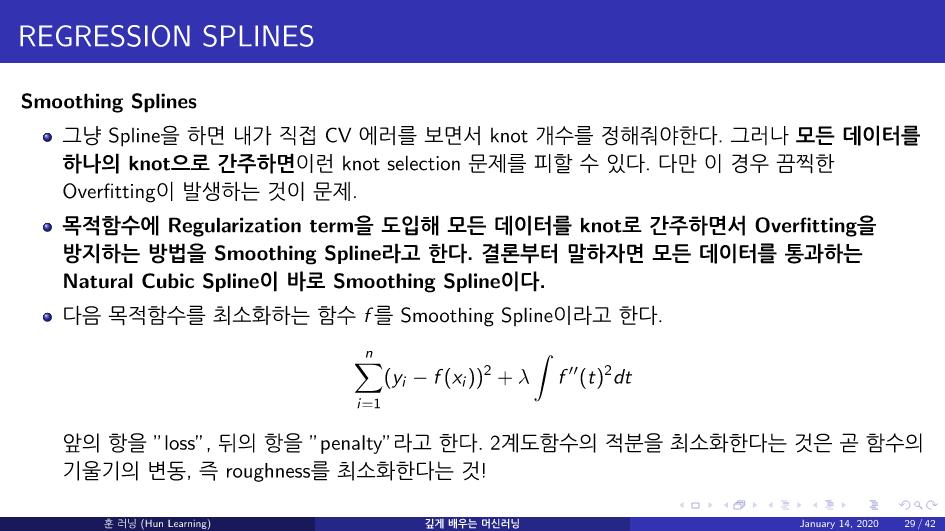 REGRESSION SPLINES
Smoothing Splines
그냥 Spline을 하면 내가 직접 CV 에러를 보면서 knot 개수를 정해줘야한다. 그러나 모든 데이터를
하나의 knot으로 간주하면이런 knot selection 문제를 피할 수 있다. 다만 이 경우 끔찍한
Overfitting이 발생하는 것이 문제.
목적함수에 Regularization term을 도입해 모든 데이터를 knot로 간주하면서 Overfitting을
방지하는 방법을 Smoothing Spline라고 한다. 결론부터 말하자면 모든 데이터를 통과하는
Natural Cubic Spline이 바로 Smoothing Spline이다.
다음 목적함수를 최소화하는 함수 f를 Smoothing Spline이라고 한다.
\sum_{i=1}^{n}(y_i − f(x_i))^2 + λ \int f''(t)^2 dt
앞의 항을 ”loss”, 뒤의 항을 ”penalty”라고 한다. 2계도함수의 적분을 최소화한다는 것은 곧 함수의
기울기의 변동, 즉 roughness를 최소화한다는 것!
훈 러닝 (Hun Learning) 깊게 배우는 머신러닝 January 14, 2020 29 / 42